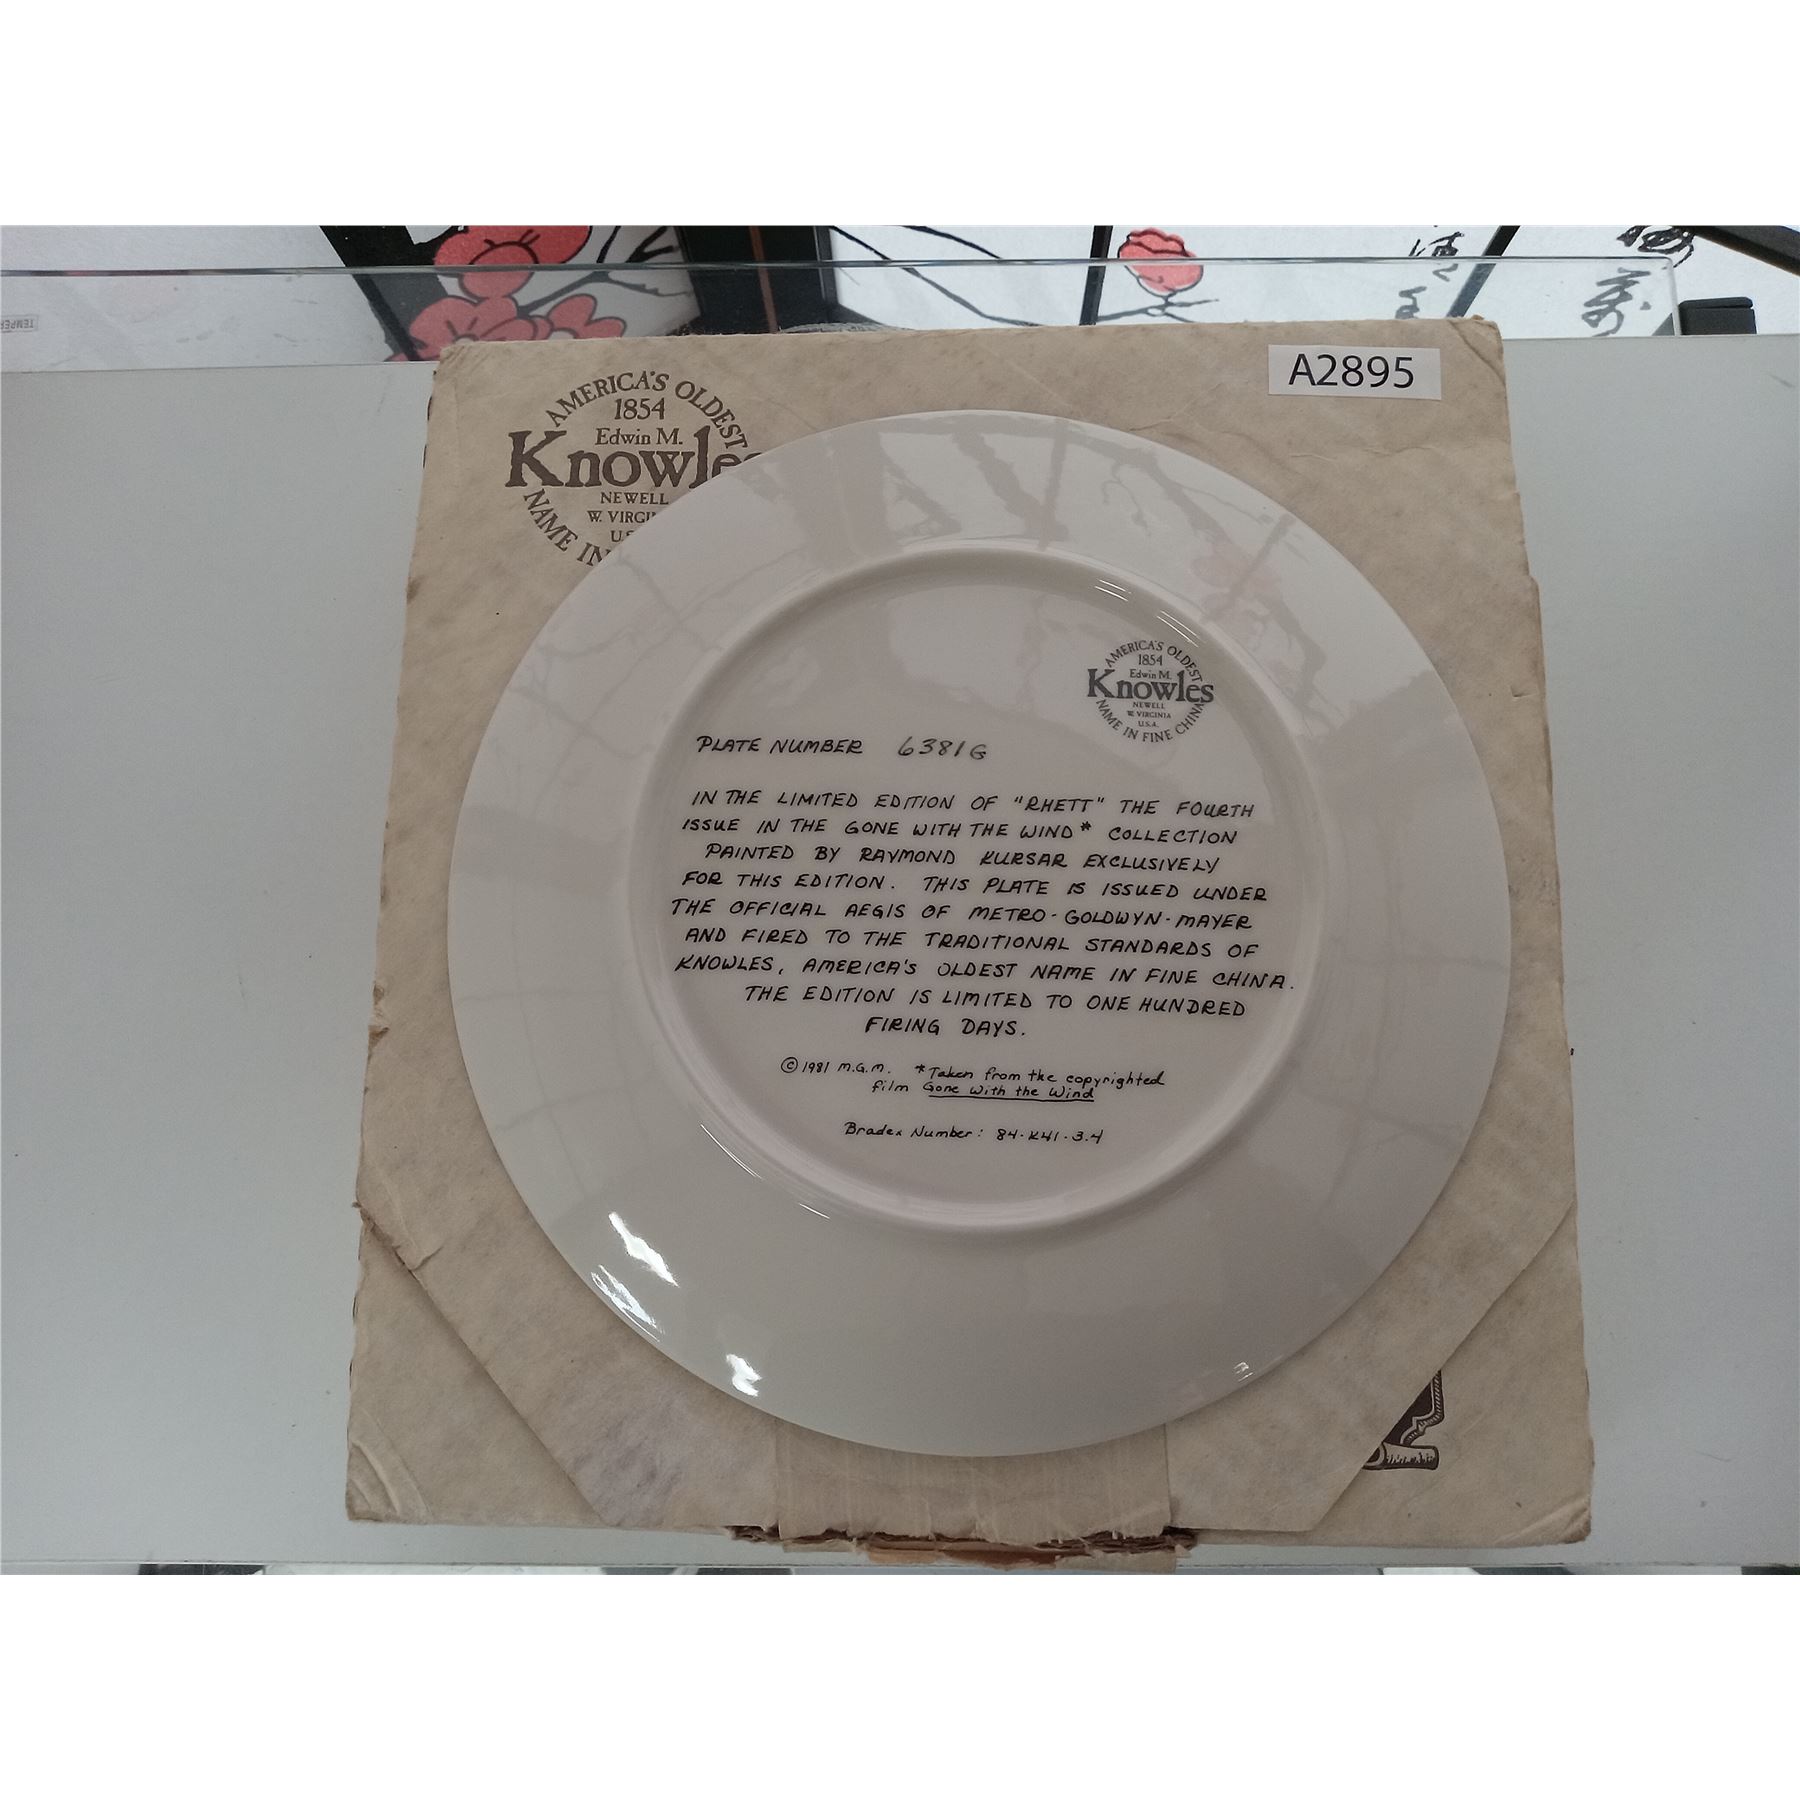 TEMPER
A2895
AMERICA'S OLDEST
1854
Edwin M.
Knowles
NEWELL
W. VIRGI
U.S.
NAME IN
AMERICA'S OLDEST
1854
Edwin M.
Knowles
NEWELL
W. VIRGINIA
U.S.A.
NAME IN FINE CHINA
PLATE NUMBER 6381G
IN THE LIMITED EDITION OF "RHETT" THE FOURTH
ISSUE IN THE GONE WITH THE WIND* COLLECTION
PAINTED BY RAYMOND KURSAR EXCLUSIVELY
FOR THIS EDITION. THIS PLATE IS ISSUED UNDER
THE OFFICIAL AEGIS OF METRO-GOLDWYN-MAYER
AND FIRED TO THE TRADITIONAL STANDARDS OF
KNOWLES, AMERICA'S OLDEST NAME IN FINE CHINA.
THE EDITION IS LIMITED TO ONE HUNDRED
FIRING DAYS.
© 1981 M.G.M. *Taken from the copyrighted
film Gone With the Wind
Bradex Number: 84-K41-3.4